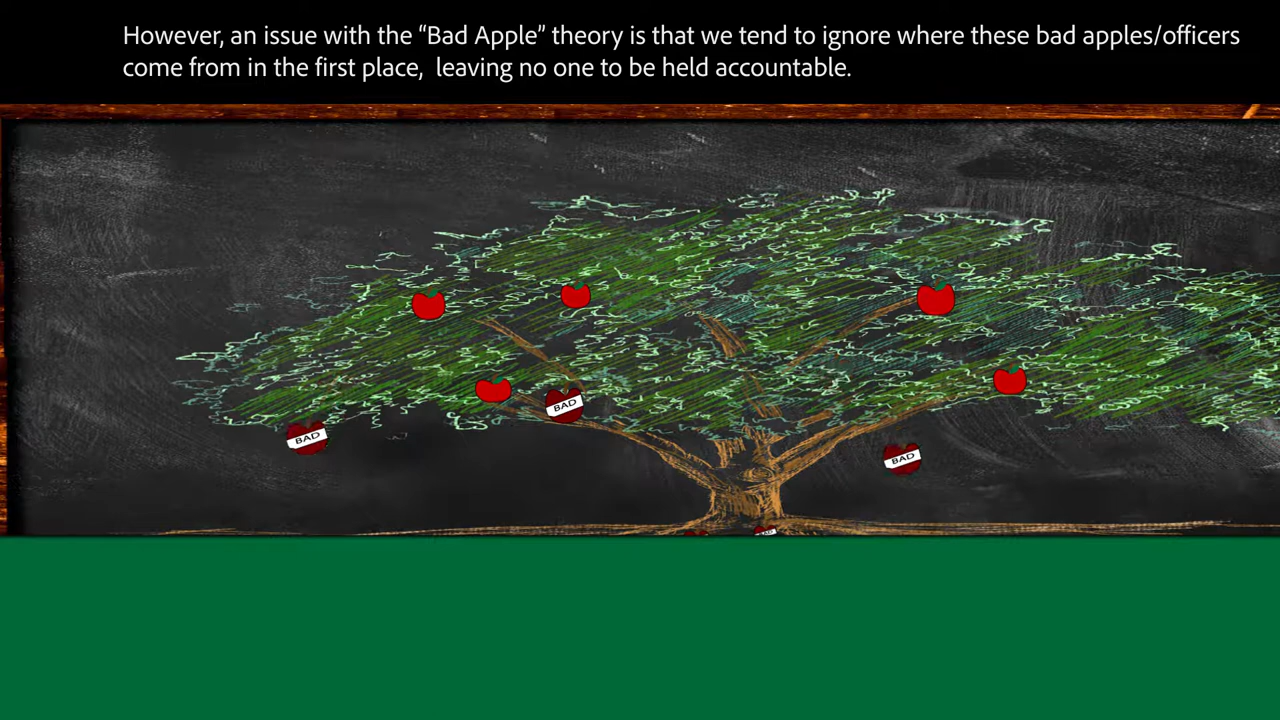 However, an issue with the “Bad Apple” theory is that we tend to ignore where these bad apples/officers
come from in the first place,  leaving no one to be held accountable.
BAD
BAD
BAD